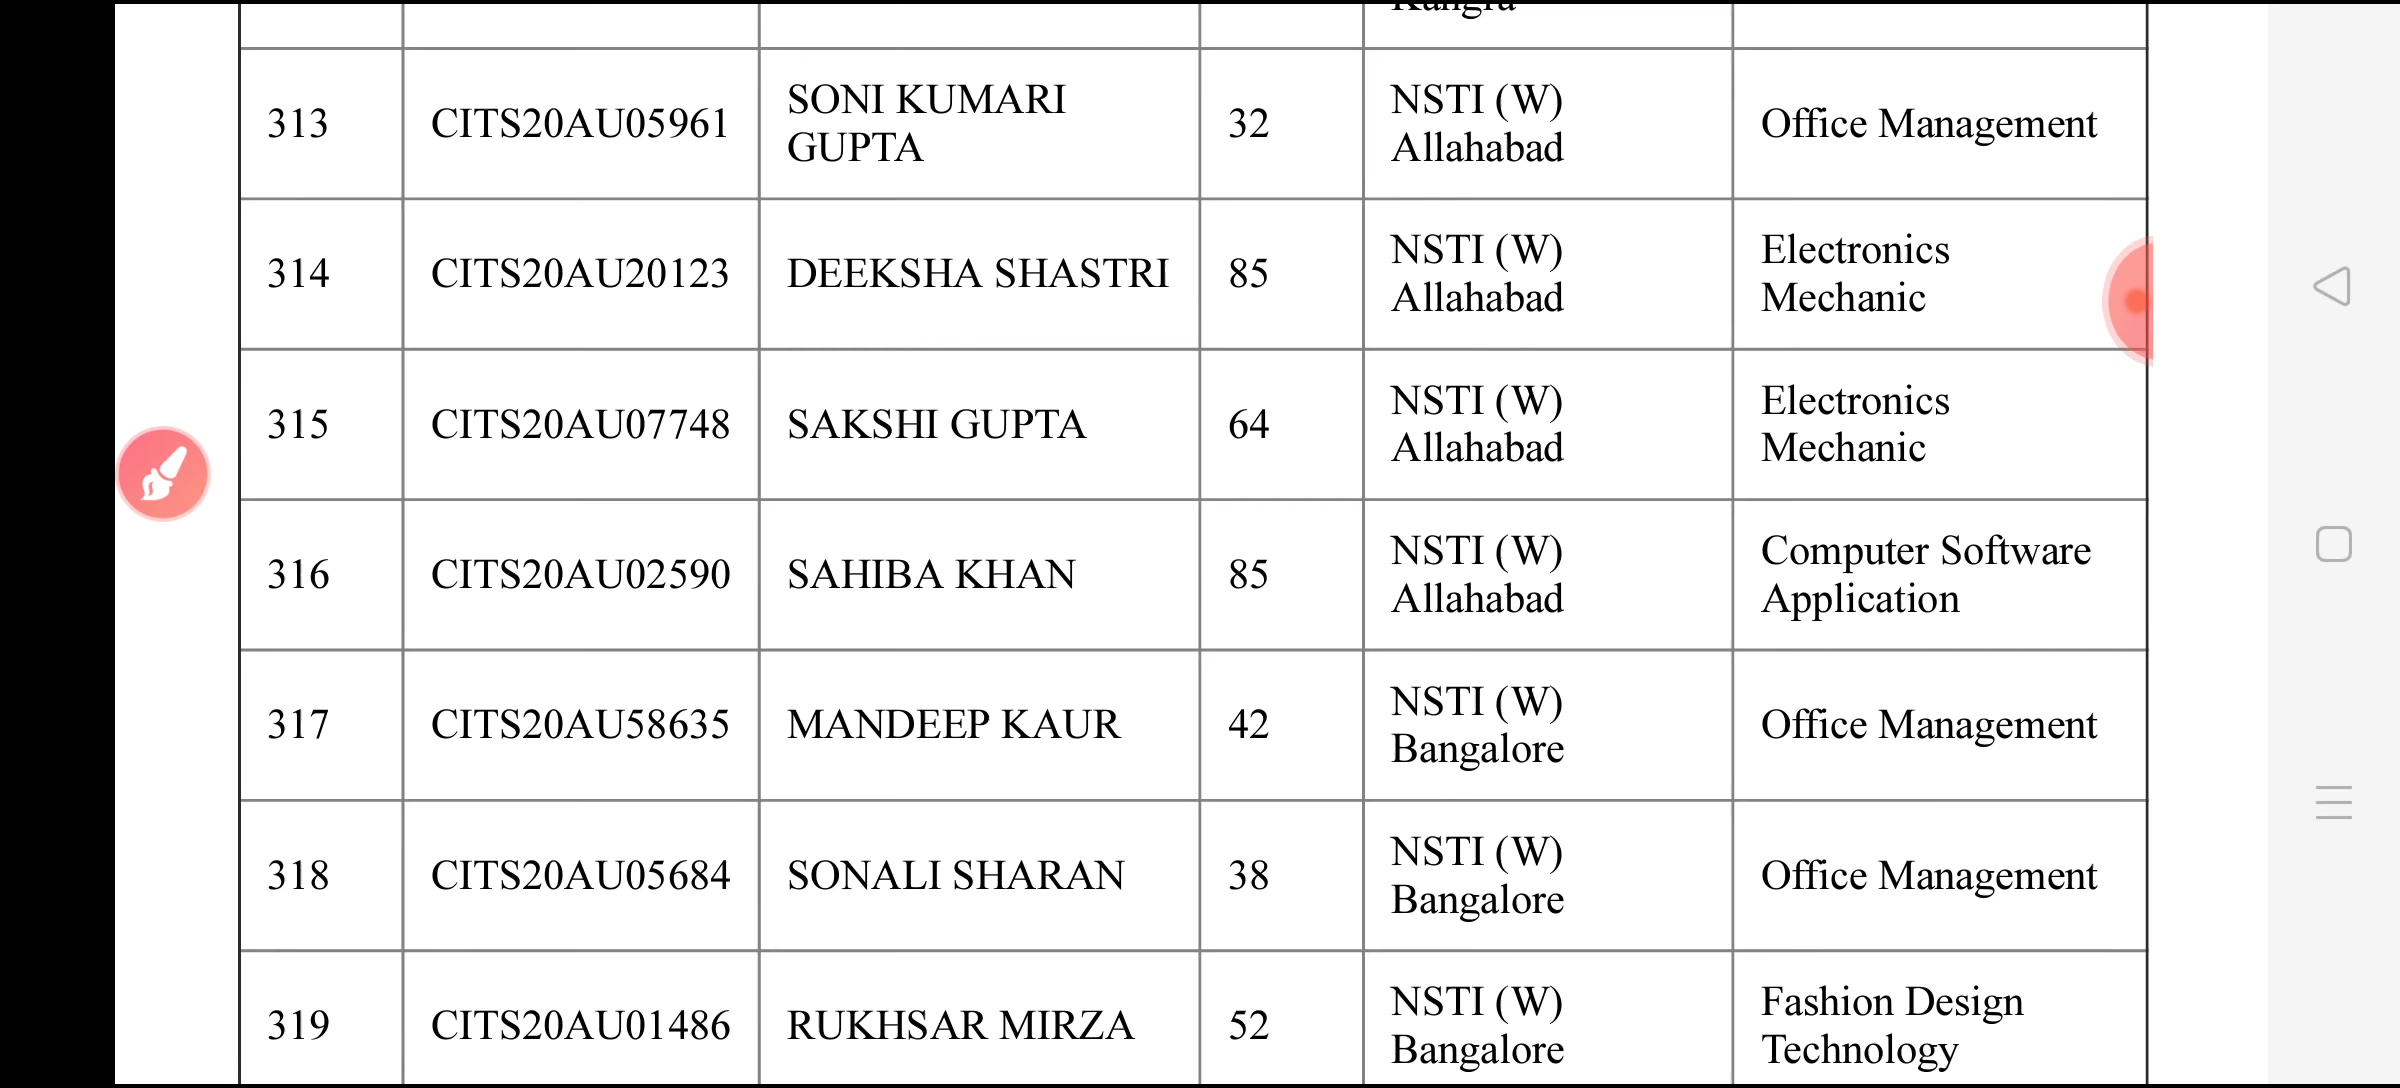 Kangra
313 CITS20AU05961 SONI KUMARI GUPTA 32 NSTI (W) Allahabad Office Management
314 CITS20AU20123 DEEKSHA SHASTRI 85 NSTI (W) Allahabad Electronics Mechanic
315 CITS20AU07748 SAKSHI GUPTA 64 NSTI (W) Allahabad Electronics Mechanic
316 CITS20AU02590 SAHIBA KHAN 85 NSTI (W) Allahabad Computer Software Application
317 CITS20AU58635 MANDEEP KAUR 42 NSTI (W) Bangalore Office Management
318 CITS20AU05684 SONALI SHARAN 38 NSTI (W) Bangalore Office Management
319 CITS20AU01486 RUKHSAR MIRZA 52 NSTI (W) Bangalore Fashion Design Technology